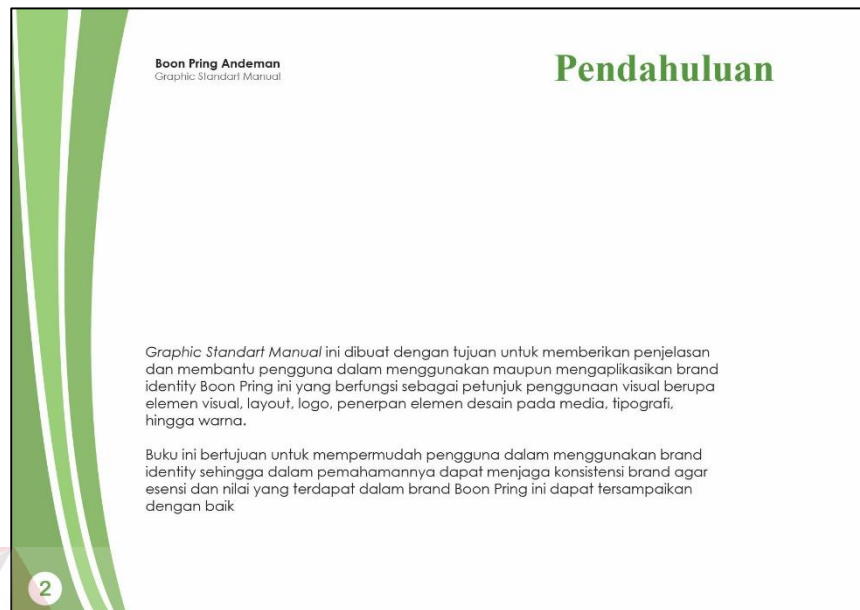 Boon Pring Andeman
Graphic Standart Manual
Pendahuluan
Graphic Standart Manual ini dibuat dengan tujuan untuk memberikan penjelasan
dan membantu pengguna dalam menggunakan maupun mengaplikasikan brand
identity Boon Pring ini yang berfungsi sebagai petunjuk penggunaan visual berupa
elemen visual, layout, logo, penerpan elemen desain pada media, tipografi,
hingga warna.
Buku ini bertujuan untuk mempermudah pengguna dalam menggunakan brand
identity sehingga dalam pemahamannya dapat menjaga konsistensi brand agar
esensi dan nilai yang terdapat dalam brand Boon Pring ini dapat tersampaikan
dengan baik
2